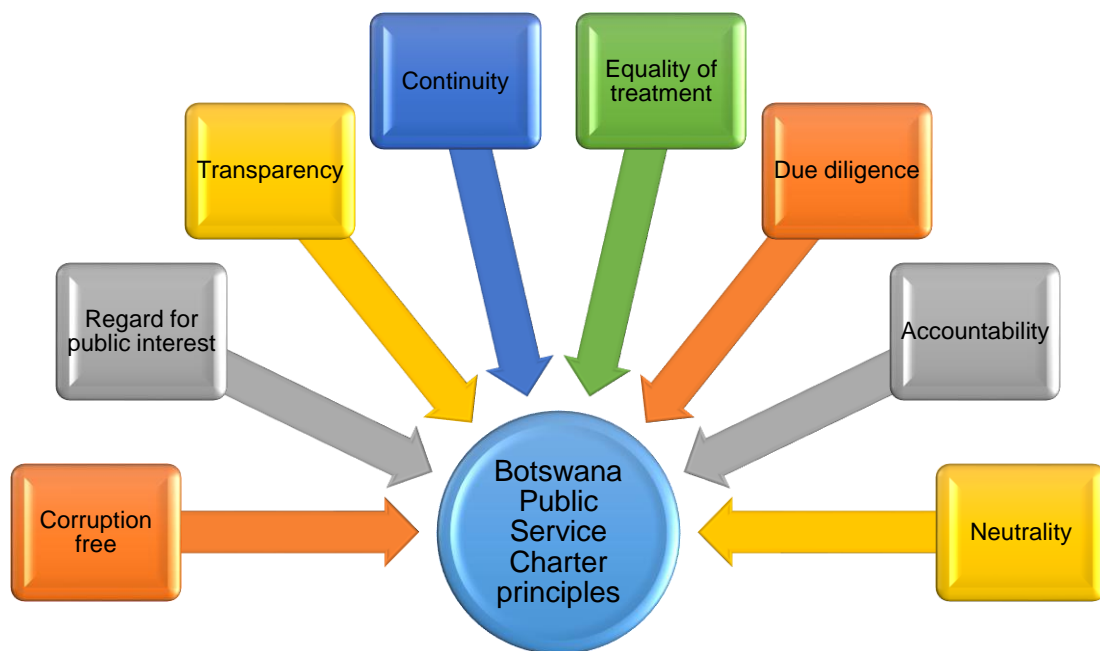 Continuity
Equality of
treatment
Transparency
Due diligence
Regard for
public interest
Accountability
Corruption
free
Botswana
Public
Service
Charter
principles
Neutrality